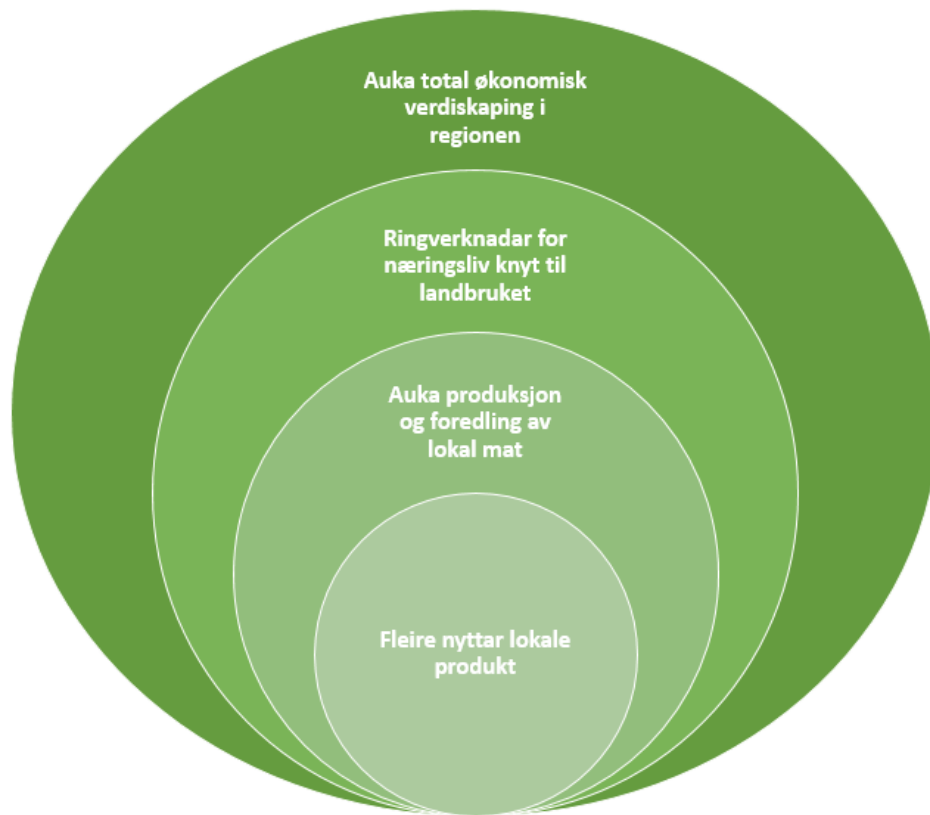 Auka total økonomisk
verdiskaping i
regionen
Ringverknadar for
næringsliv knyt til
landbruket
Auka produksjon
og foredling av
lokal mat
Fleire nyttar lokale
produkt